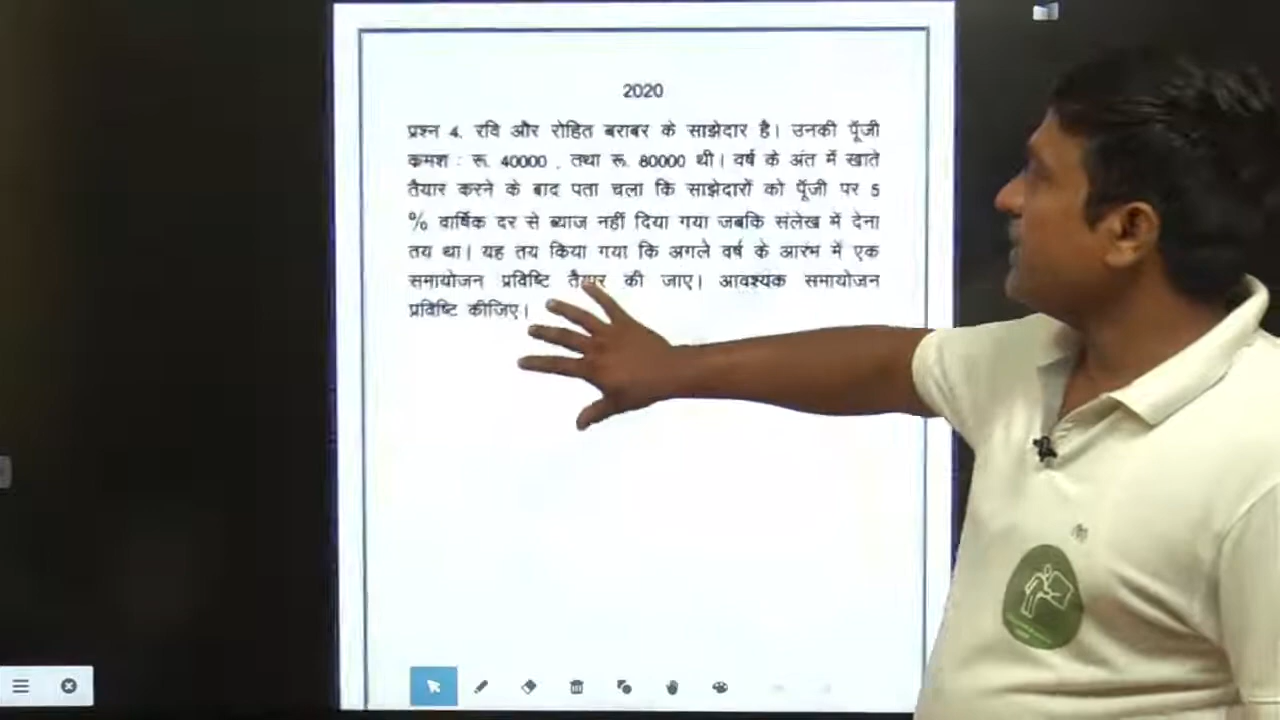 2020
प्रश्न 4. रवि और रोहित बराबर के साझेदार है। उनकी पूँजी
क्रमश : रू. 40000 , तथा रू. 80000 थी। वर्ष के अंत में खाते
तैयार करने के बाद पता चला कि साझेदारों को पूँजी पर 5
% वार्षिक दर से ब्याज नहीं दिया गया जबकि संलेख में देना
तय था। यह तय किया गया कि अगले वर्ष के आरंभ में एक
समायोजन प्रविष्टि तैयार की जाए। आवश्यक समायोजन
प्रविष्टि कीजिए।